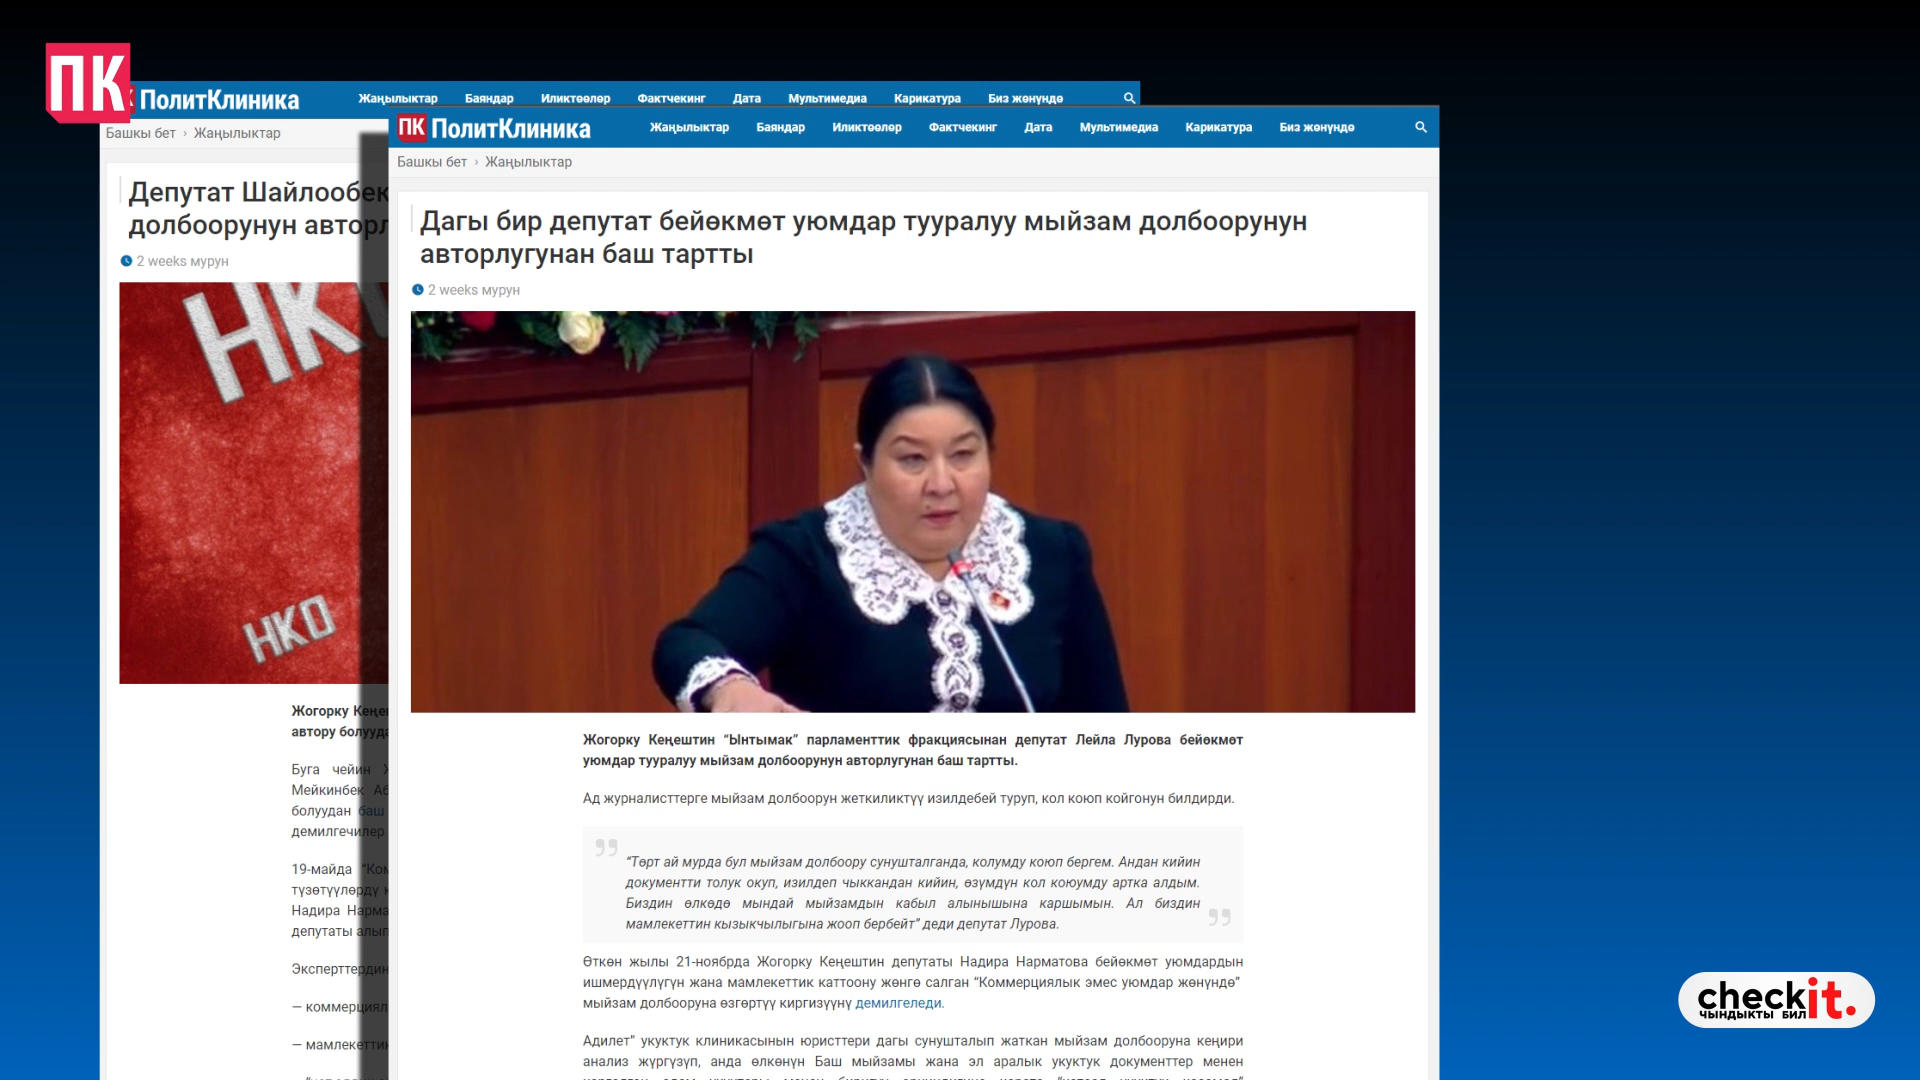 ПК
ПолитКлиника
Жаңылыктар Баяндар Иликтөөлөр Фактчекинг Дата Мультимедиа Карикатура Биз жөнүндө
Башкы бет › Жаңылыктар
Депутат Шайлообек
долбоорунун
2 weeks мурун
НКО
НКО
Жогорку
автору
Буга чейин
Мейкинбек
болуудан баш
демилгечилер
19-майда
түзөтүүлөрдү
Надира
депутаты
— 
ПК ПолитКлиника
Жаңылыктар Баяндар Иликтөөлөр Фактчекинг Дата Мультимедиа Карикатура Биз жөнүндө
Башкы бет › Жаңылыктар
Дагы бир депутат бейөкмөт уюмдар тууралуу мыйзам долбоорунун
авторлугунан баш тартты
2 weeks мурун
Жогорку Кеңештин “Ынтымак” парламенттик фракциясынан депутат Лейла Лурова бейөкмөт
уюмдар тууралуу мыйзам долбоорунун авторлугунан баш тартты.
Ад журналисттерге мыйзам долбоорун жеткиликтүү изилдебей туруп, кол коюп койгонун билдирди.
“Төрт ай мурда бул мыйзам долбоору сунушталганда, колумду коюп бергем. Андан кийин
документти толук окуп, изилдеп чыккандан кийин, өзүмдүн кол коюумду артка алдым.
Биздин өлкөдө мындай мыйзамдын кабыл алынышына каршымын. Ал биздин
мамлекеттин кызыкчылыгына жооп бербейт” деди депутат Лурова.
Өткөн жылы 21-ноябрда Жогорку Кеңештин депутаты Надира Нарматова бейөкмөт уюмдардын
ишмердүүлүгүн жана мамлекеттик каттоону жөнгө салган “Коммерциялык эмес уюмдар жөнүндө”
мыйзам долбооруна өзгөртүү киргизүүнү демилгеледи.
Адилет” укуктук клиникасынын юристтери дагы сунушталып жаткан мыйзам долбооруна кеңири
анализ жүргүзүп, анда өлкөнүн Баш мыйзамы жана эл аралык укуктук документтер менен
checkit.
ЧЫНДЫКТЫ БИЛ